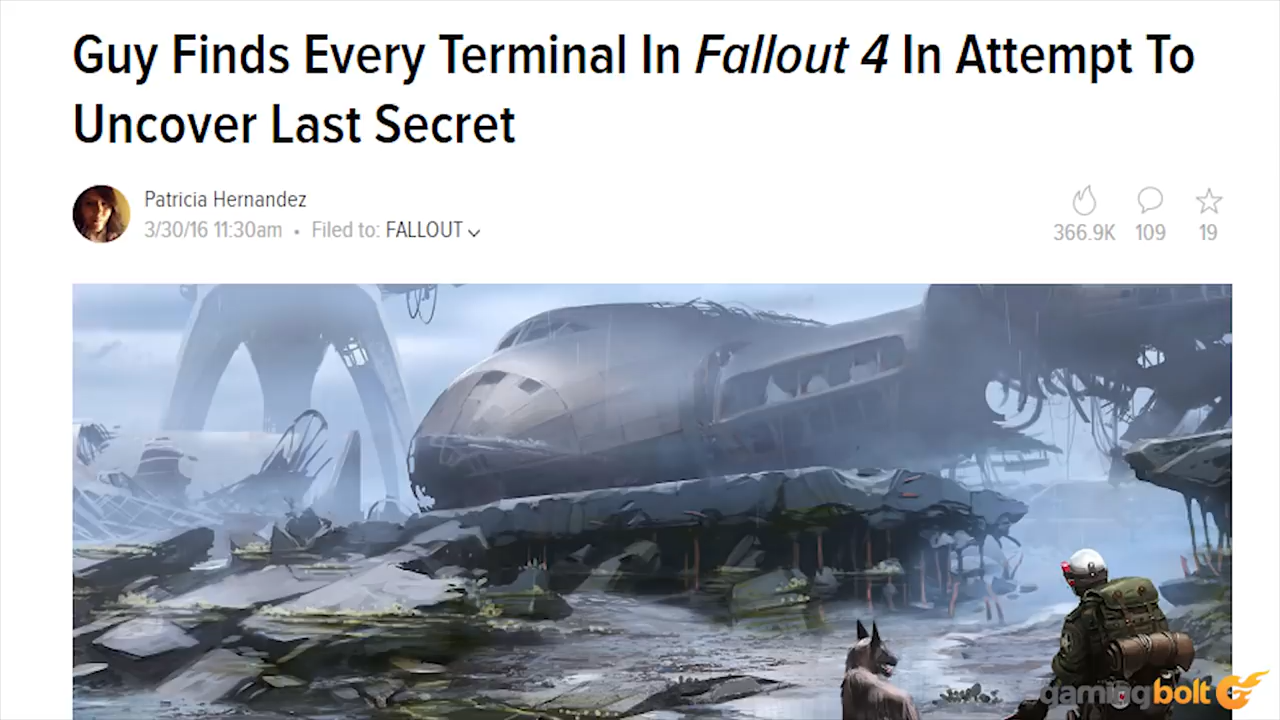 Guy Finds Every Terminal In Fallout 4 In Attempt To
Uncover Last Secret
Patricia Hernandez
3/30/16 11:30am • Filed to: FALLOUT
366.9K 109 19
gamingbolt